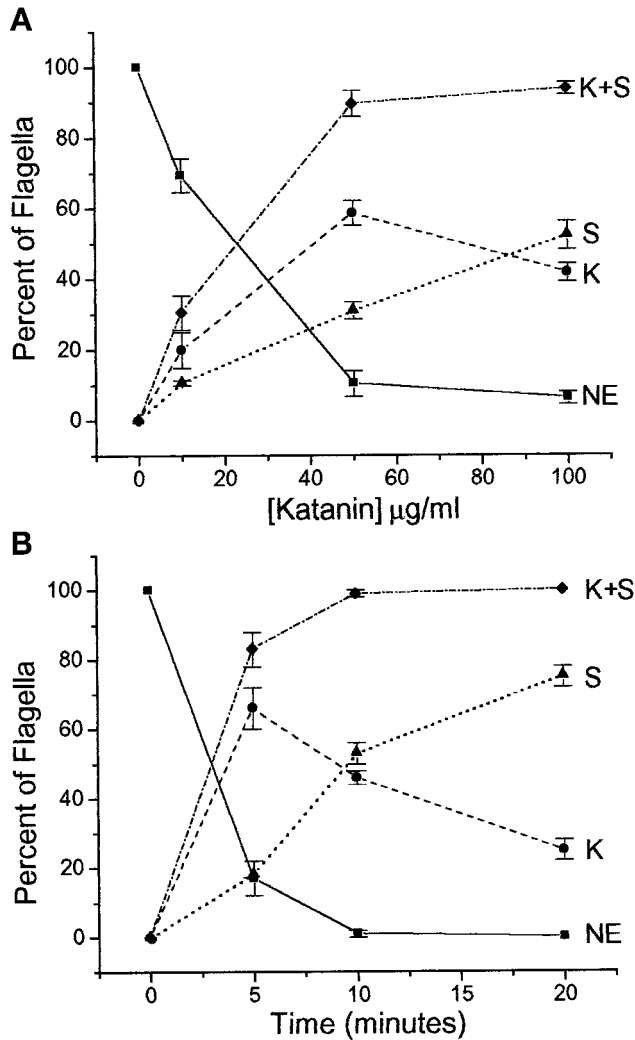 A
Percent of Flagella
100
80
60
40
20
0
K+S
S
K
NE
0 20 40 60 80 100
[Katanin] μg/ml
B
Percent of Flagella
100
80
60
40
20
0
K+S
S
K
NE
0 5 10 15 20
Time (minutes)